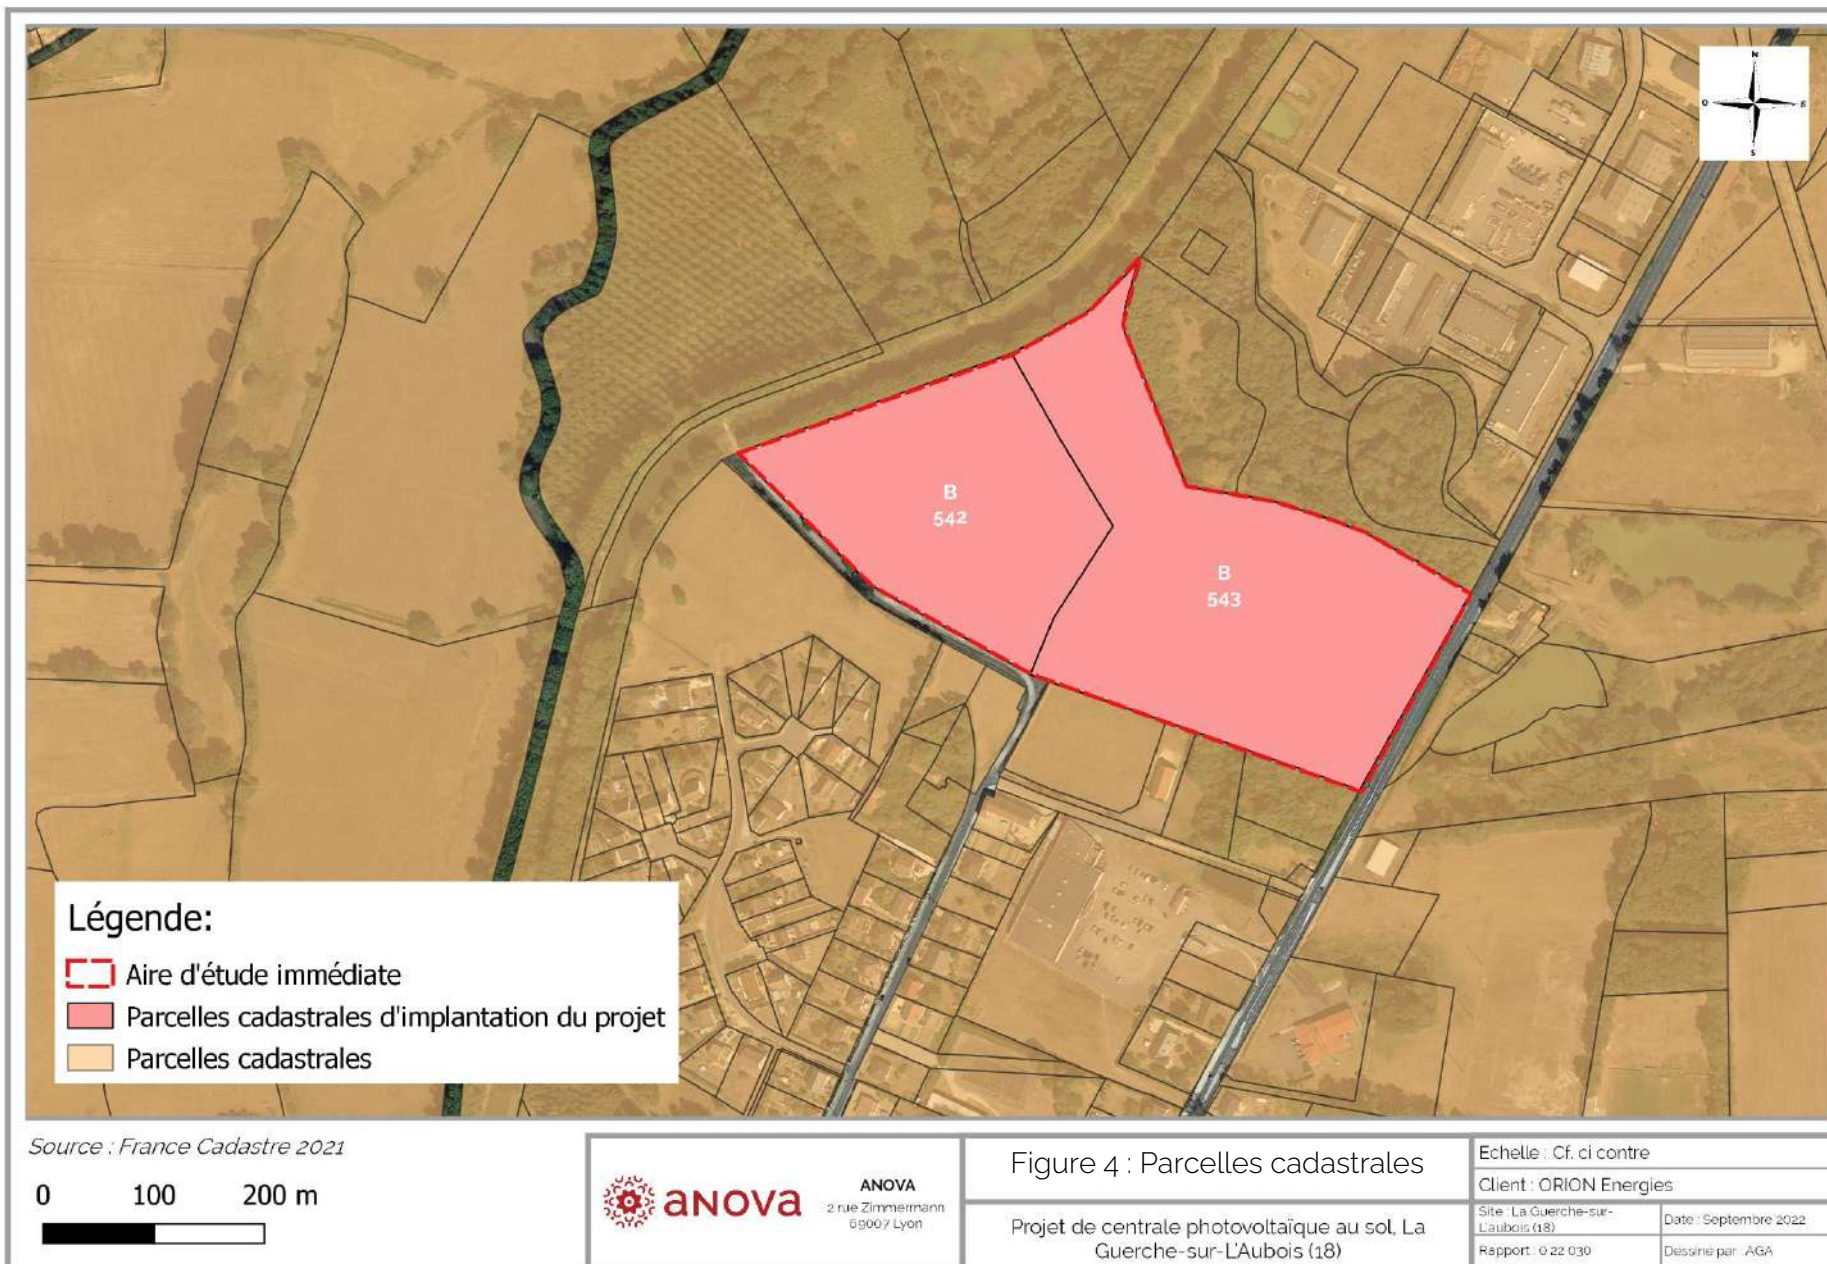 N
O
E
S
B
542
B
543
Légende:
Aire d'étude immédiate
Parcelles cadastrales d'implantation du projet
Parcelles cadastrales
Source : France Cadastre 2021
0 100 200 m
anova
ANOVA
2 rue Zimmermann
69007 Lyon
Figure 4 : Parcelles cadastrales
Projet de centrale photovoltaïque au sol, La
Guerche-sur-L'Aubois (18)
Echelle : Cf. ci contre
Client : ORION Energies
Site : La Guerche-sur-
L'aubois (18)
Date : Septembre 2022
Rapport : 0 22 030
Dessiné par : AGA